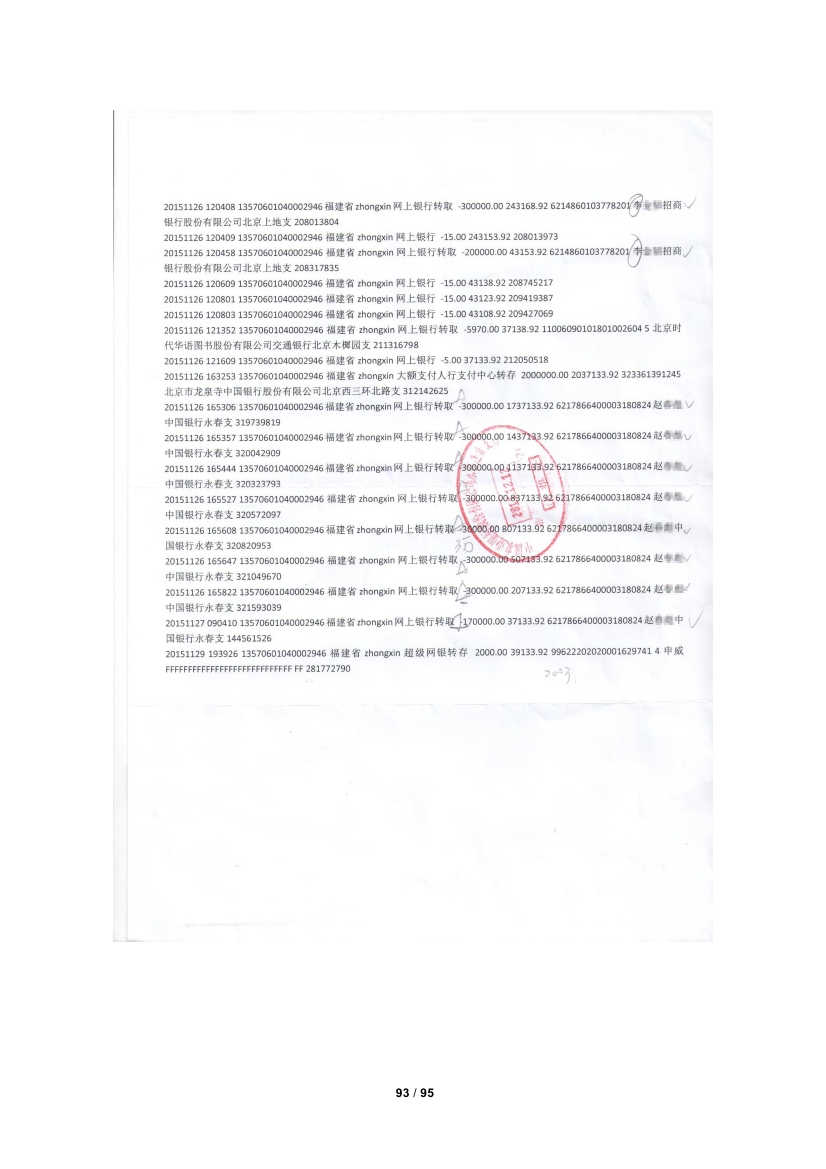 20151126 120408 13570601040002946 福建省 zhongxin 网上银行转取 -300000.00 243168.92 6214860103778201 李 招商
银行股份有限公司北京上地支 208013804
20151126 120409 13570601040002946 福建省 zhongxin 网上银行 -15.00 243153.92 208013973
20151126 120458 13570601040002946 福建省 zhongxin 网上银行转取 -200000.00 43153.92 6214860103778201 李 招商
银行股份有限公司北京上地支 208317835
20151126 120609 13570601040002946 福建省 zhongxin 网上银行 -15.00 43138.92 208745217
20151126 120801 13570601040002946 福建省 zhongxin 网上银行 -15.00 43123.92 209419387
20151126 120803 13570601040002946 福建省 zhongxin 网上银行 -15.00 43108.92 209427069
20151126 121352 13570601040002946 福建省 zhongxin 网上银行转取 -5970.00 37138.92 11006090101801002604 5 北京时
代华语图书股份有限公司交通银行北京木樨园支 211316798
20151126 121609 13570601040002946 福建省 zhongxin 网上银行 -5.00 37133.92 212050518
20151126 163253 13570601040002946 福建省 zhongxin 大额支付人行支付中心转存 2000000.00 2037133.92 323361391245
北京市龙泉寺中国银行股份有限公司北京西三环北路支 312142625
20151126 165306 13570601040002946 福建省 zhongxin 网上银行转取 -300000.00 1737133.92 6217866400003180824 赵
中国银行永春支 319739819
20151126 165357 13570601040002946 福建省 zhongxin 网上银行转取 -300000.00 1437133.92 6217866400003180824 赵
中国银行永春支 320042909
20151126 165444 13570601040002946 福建省 zhongxin 网上银行转取 -300000.00 1137133.92 6217866400003180824 赵
中国银行永春支 320323793
20151126 165527 13570601040002946 福建省 zhongxin 网上银行转取 -300000.00 837133.92 6217866400003180824 赵
中国银行永春支 320572097
20151126 165608 13570601040002946 福建省 zhongxin 网上银行转取 -30000.00 807133.92 6217866400003180824 赵 中
国银行永春支 320820953
20151126 165647 13570601040002946 福建省 zhongxin 网上银行转取 -300000.00 507133.92 6217866400003180824 赵
中国银行永春支 321049670
20151126 165822 13570601040002946 福建省 zhongxin 网上银行转取 -300000.00 207133.92 6217866400003180824 赵
中国银行永春支 321593039
20151127 090410 13570601040002946 福建省 zhongxin 网上银行转取 -170000.00 37133.92 6217866400003180824 赵 中
国银行永春支 144561526
20151129 193926 13570601040002946 福建省 zhongxin 超级网银转存 2000.00 39133.92 996222020200016297​41 4 申威
FFFFFFFFFFFFFFFFFFFFFFFFFFFF FF 281772790
93 / 95